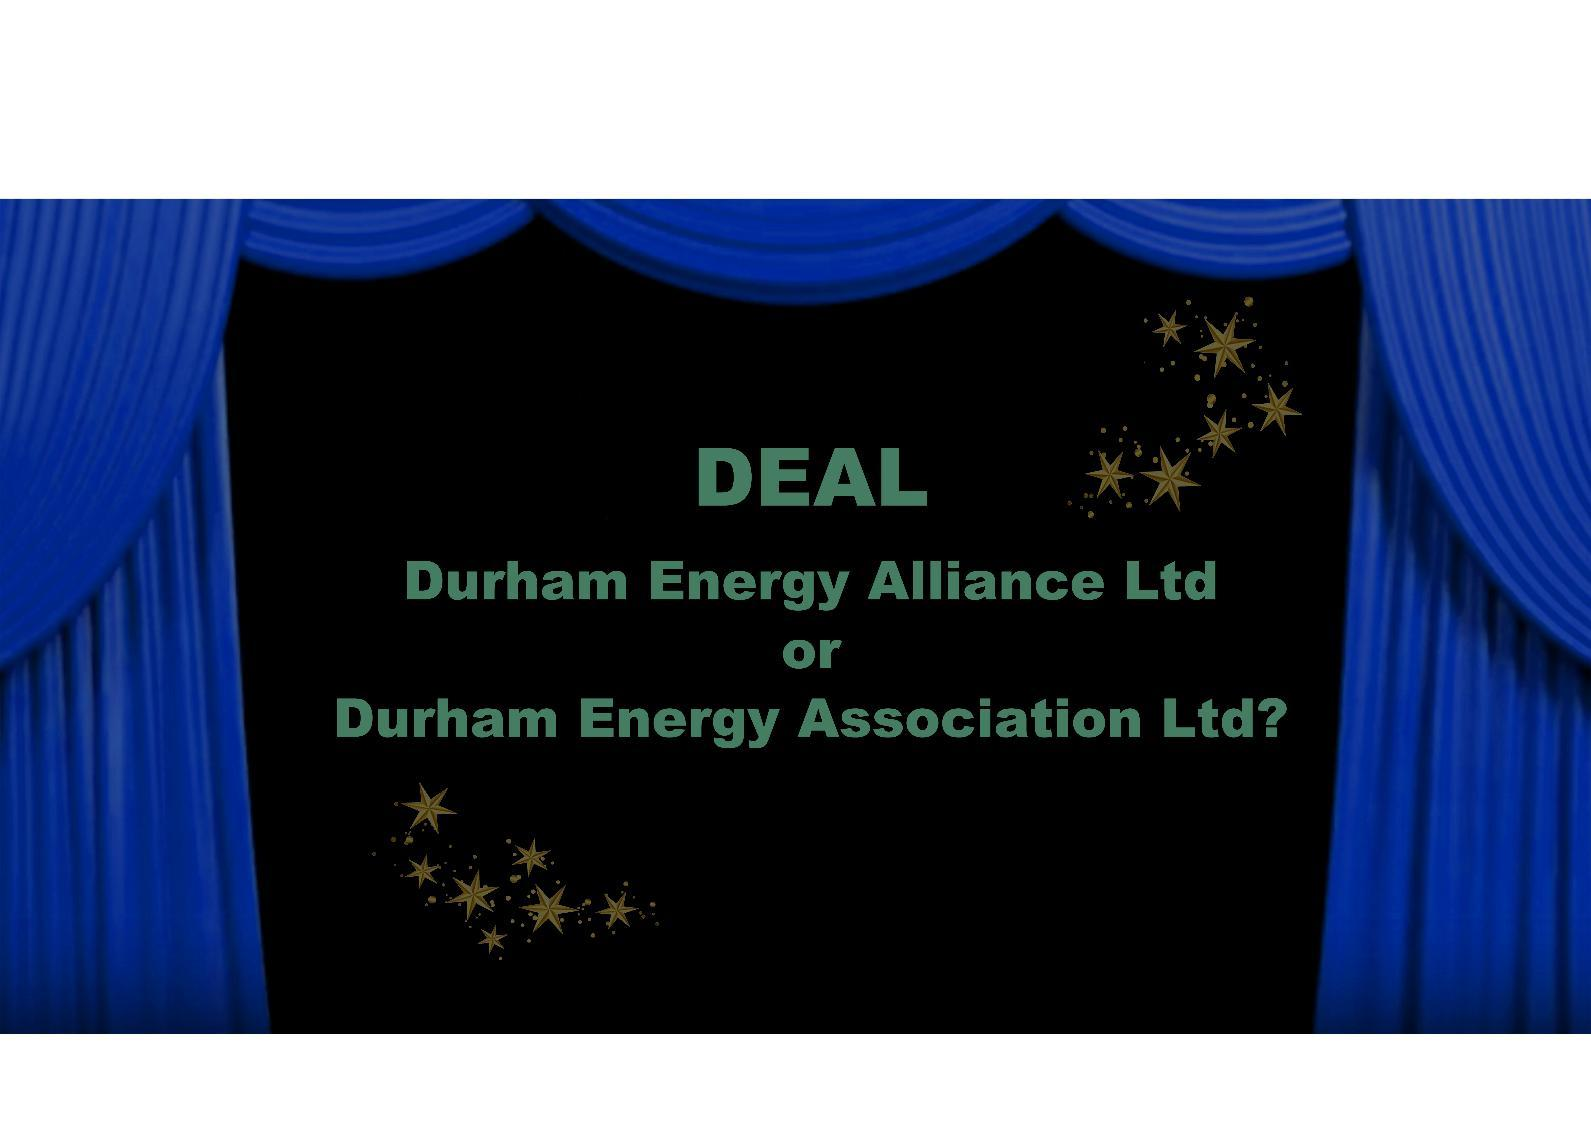 DEAL
Durham Energy Alliance Ltd
or
Durham Energy Association Ltd?